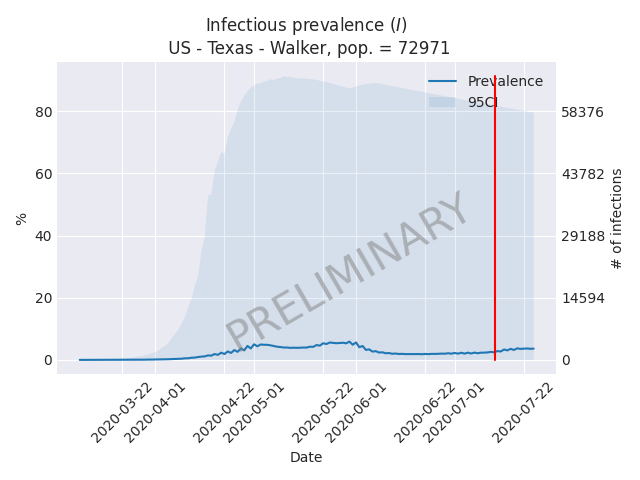 Infectious prevalence (I)
US - Texas - Walker, pop. = 72971
Prevalence
95CI
80
60
40
20
0
%
58376
43782
29188
14594
0
# of infections
PRELIMINARY
2020-03-22
2020-04-01
2020-04-22
2020-05-01
2020-05-22
2020-06-01
2020-06-22
2020-07-01
2020-07-22
Date